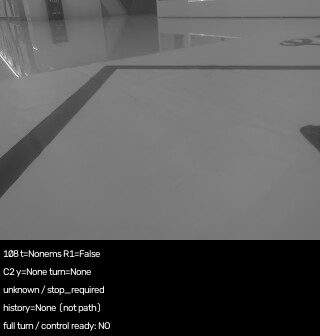 108 t=Nonems R1=False
C2 y=None turn=None
unknown / stop_required
history=None (not path)
full turn / control ready: NO